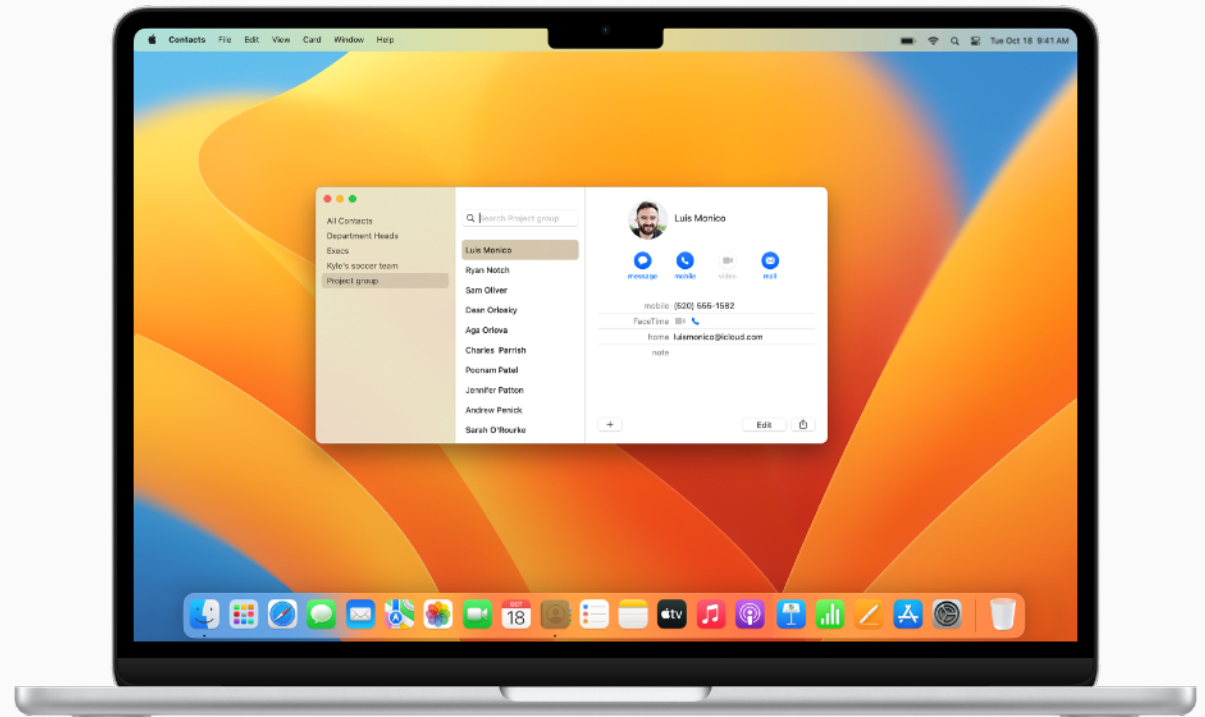 Contacts File Edit View Card Window Help
Tue Oct 18 9:41 AM
All Contacts
Department Heads
Execs
Kyle's soccer team
Project group
Search Project group
Luis Monico
Ryan Notch
Sam Oliver
Dean Orlosky
Aga Orlova
Charles Parrish
Poonam Patel
Jennifer Patton
Andrew Penick
Sarah O'Rourke
Luis Monico
message mobile video mail
mobile (520) 555-1582
FaceTime
home luismonico@icloud.com
note
+ Edit
OCT
18
tv